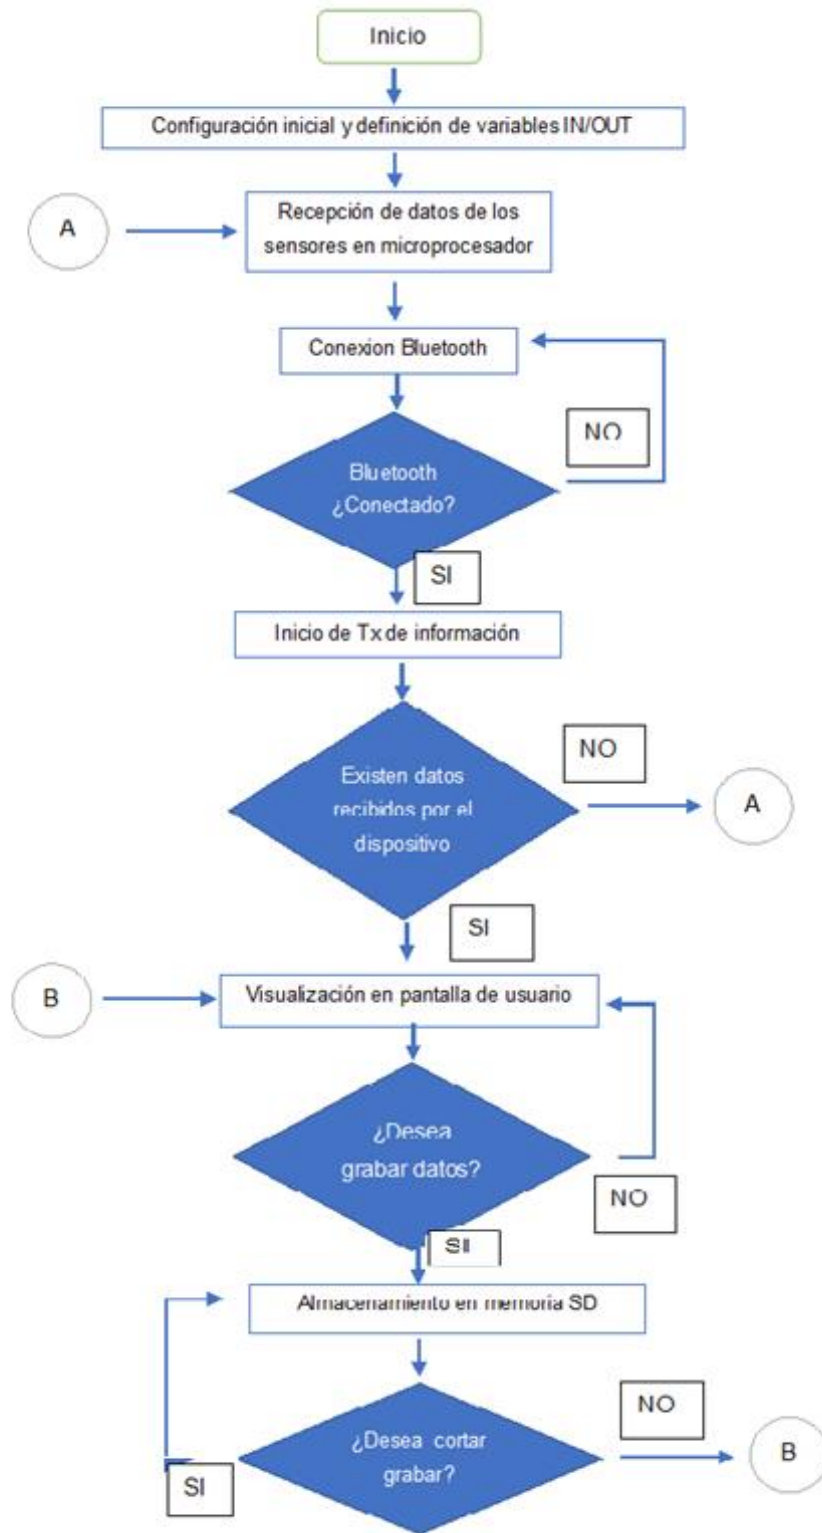 Inicio
Configuración inicial y definición de variables IN/OUT
A
Recepción de datos de los
sensores en microprocesador
Conexion Bluetooth
NO
Bluetooth
¿Conectado?
SI
Inicio de Tx de información
NO
Existen datos
recibidos por el
dispositivo
A
SI
B
Visualización en pantalla de usuario
¿Desea
grabar datos?
NO
SI
Almacenamiento en memoria SD
NO
¿Desea cortar
grabar?
B
SI